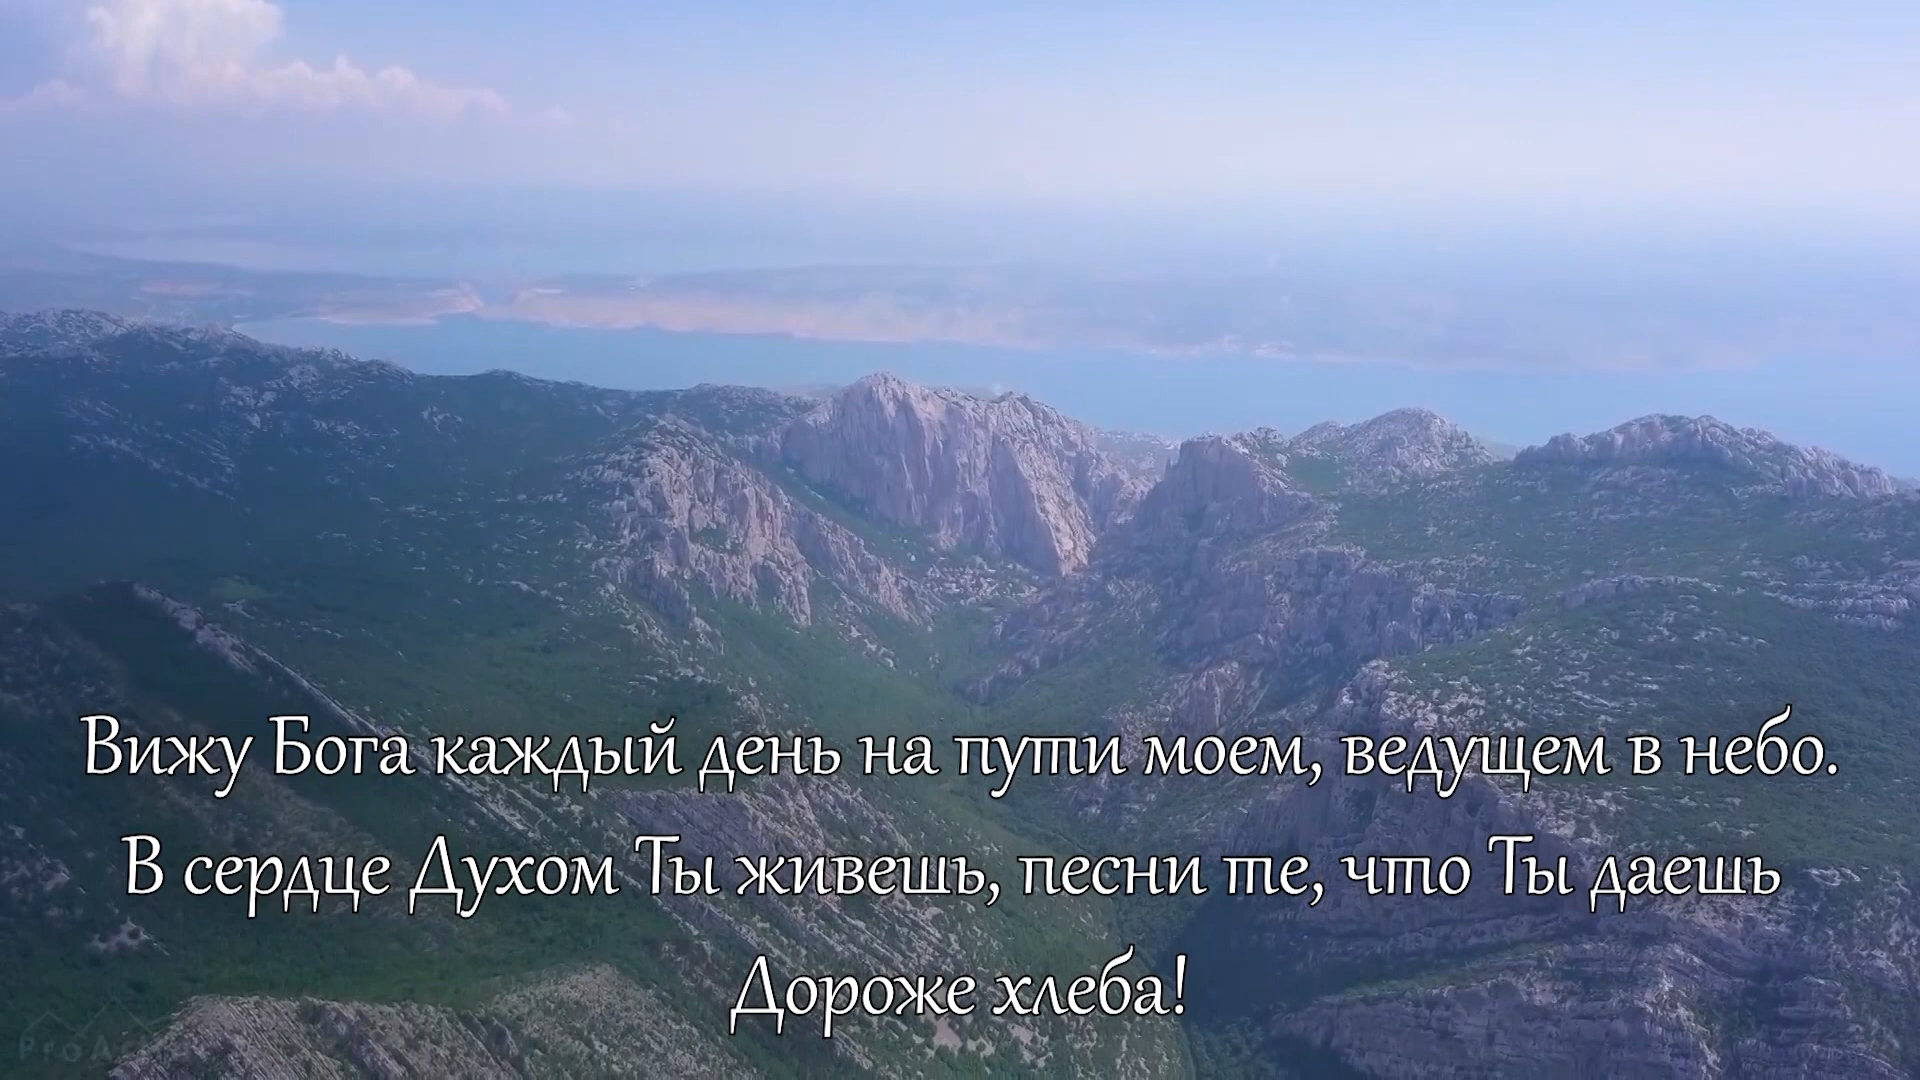 Вижу Бога каждый день на пути моем, ведущем в небо.
В сердце Духом Ты живешь, песни те, что Ты даешь
Дороже хлеба!